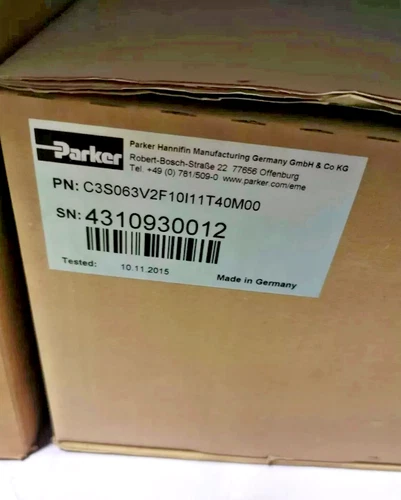 Parker
Parker Hannifin Manufacturing Germany GmbH & Co KG
Robert-Bosch-Straße 22 77656 Offenburg
Tel. +49 (0) 781/509-0 www.parker.com/eme
PN: C3S063V2F10I11T40M00
SN: 4310930012
Tested: 10.11.2015 Made in Germany